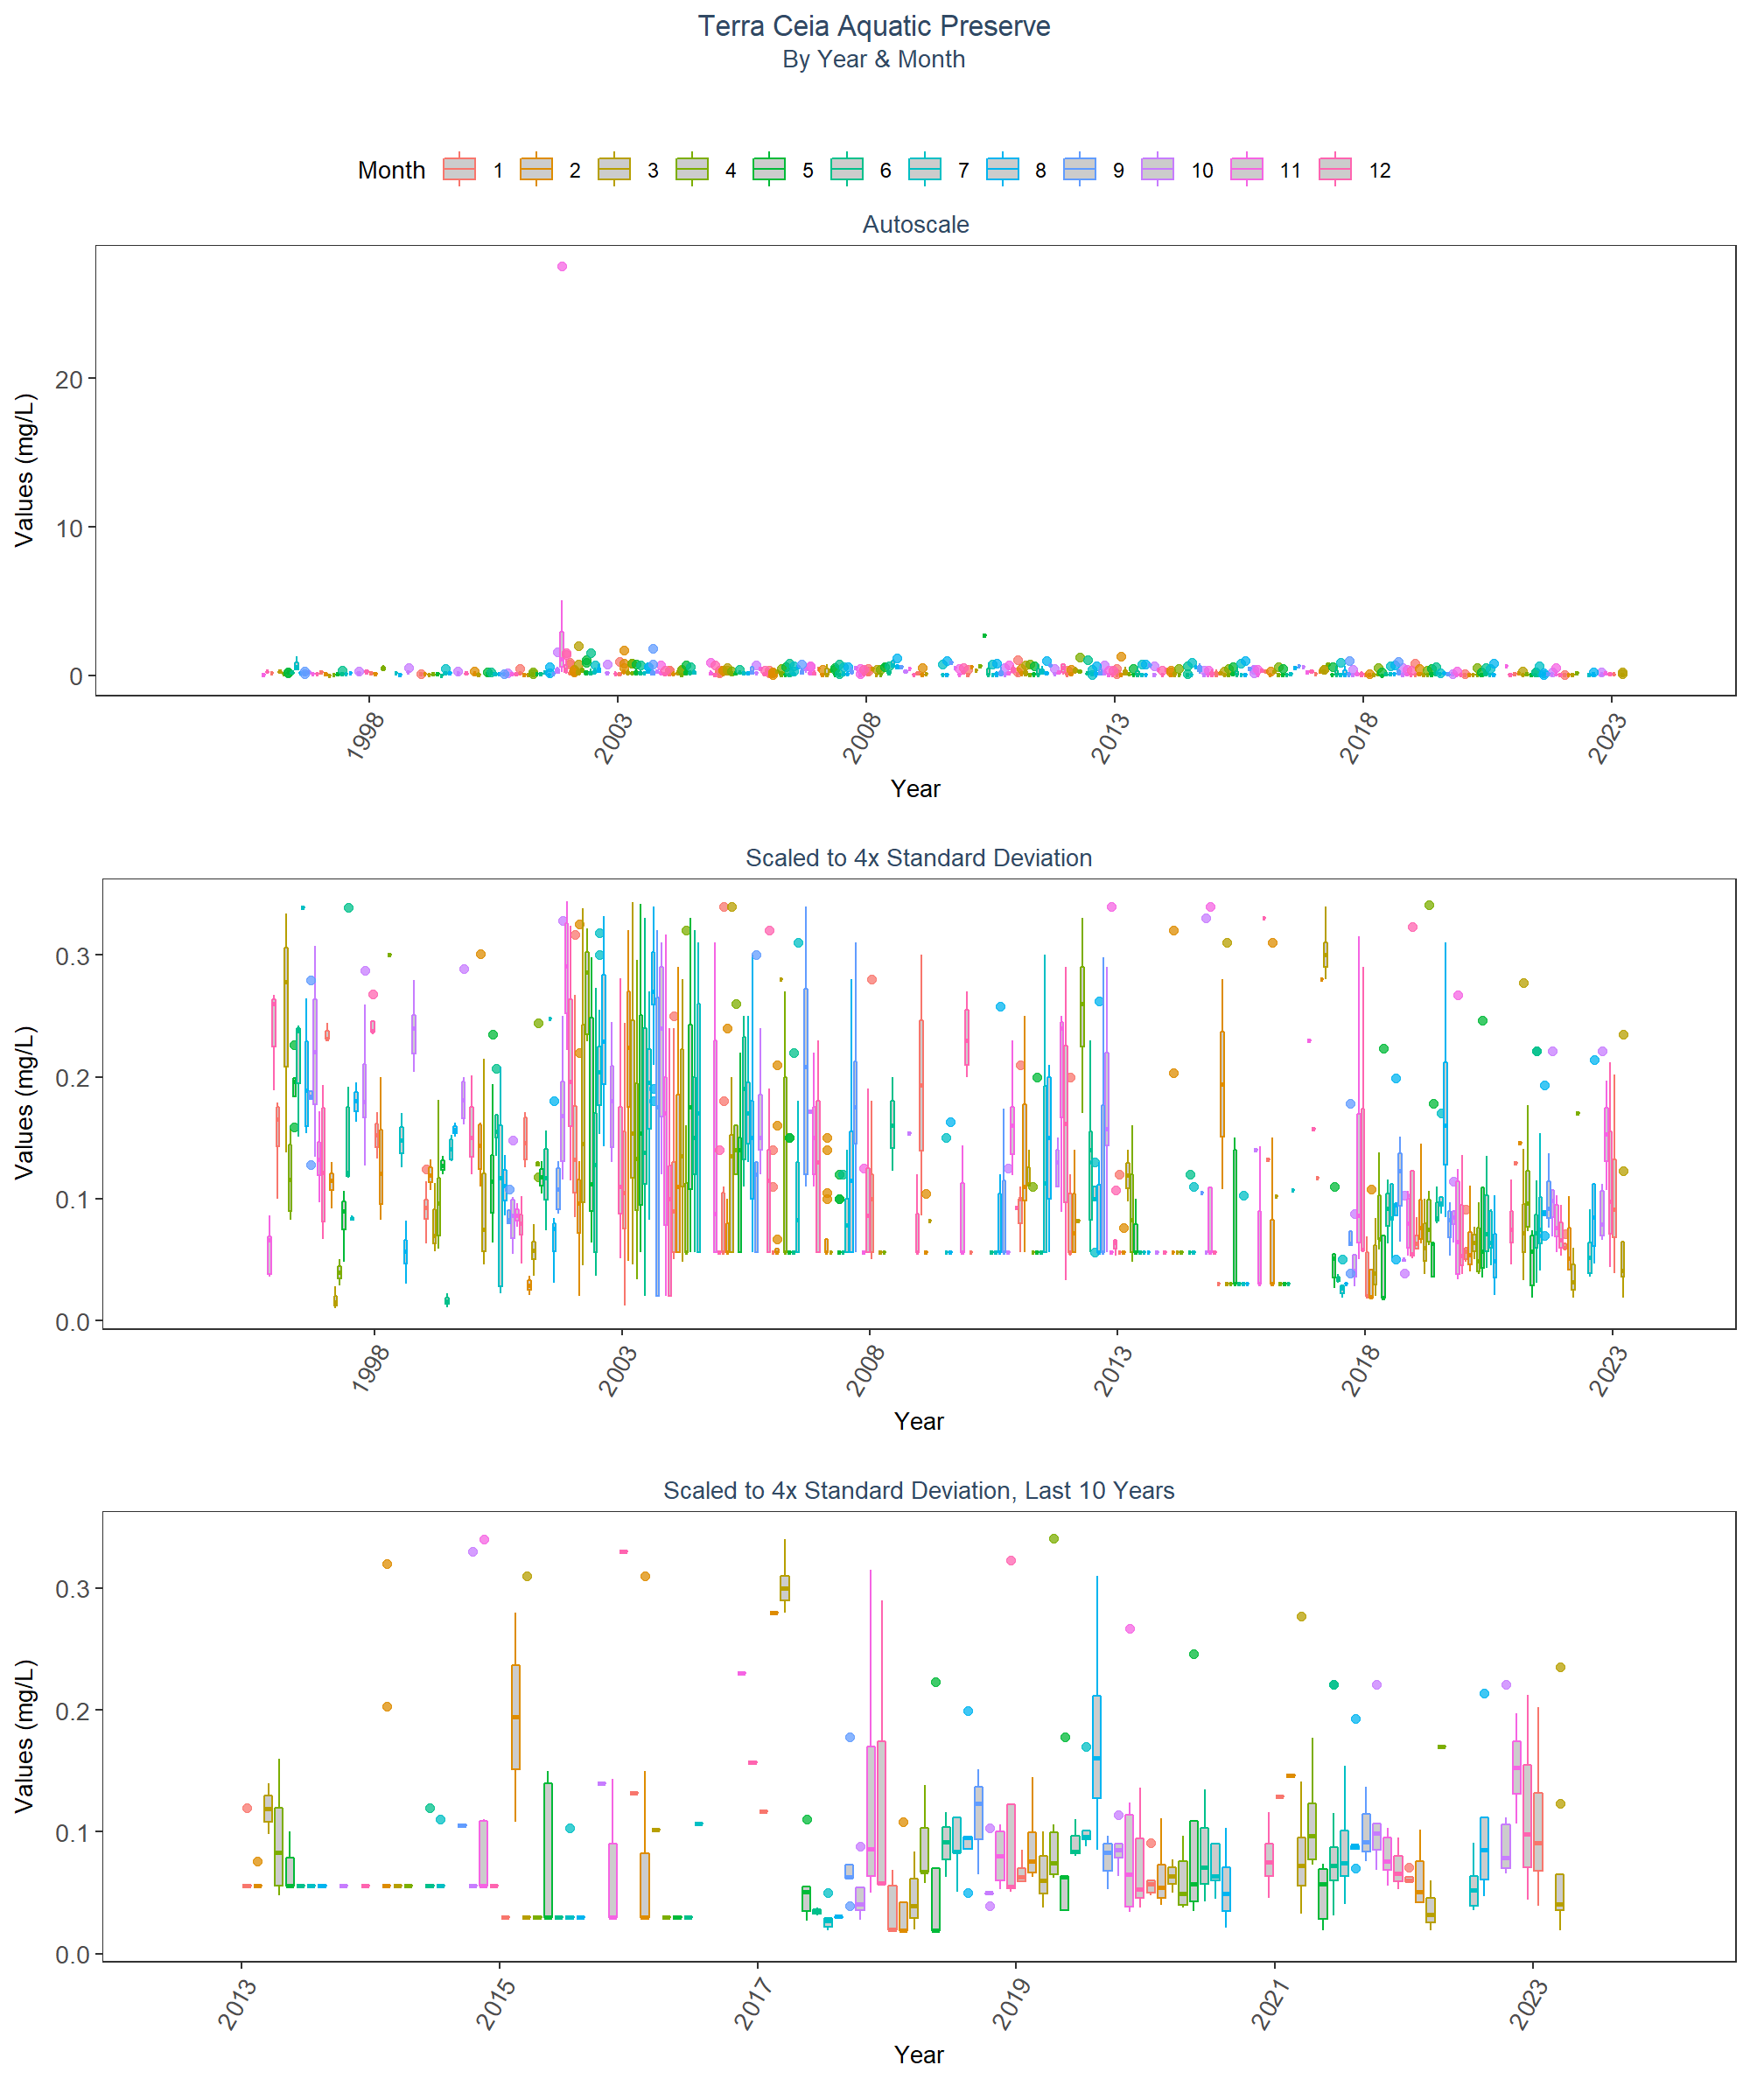 Terra Ceia Aquatic Preserve
By Year & Month
Month 1 2 3 4 5 6 7 8 9 10 11 12
Autoscale
Values (mg/L)
20
10
0
1998 2003 2008 2013 2018 2023
Year
Scaled to 4x Standard Deviation
Values (mg/L)
0.3
0.2
0.1
0.0
1998 2003 2008 2013 2018 2023
Year
Scaled to 4x Standard Deviation, Last 10 Years
Values (mg/L)
0.3
0.2
0.1
0.0
2013 2015 2017 2019 2021 2023
Year